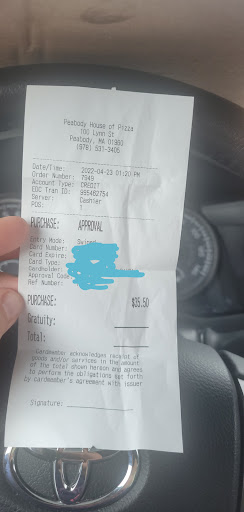 Peabody House of Pizza
100 Lynn St
Peabody, MA 01960
(978) 531-3405
Date/Time: 2022-04-23 01:20 PM
Order Number: 7849
Account Type: CREDIT
EDC Tran ID: 995462754
Server: Cashier
POS: 1
PURCHASE: APPROVAL
Entry Mode: Swiped
Card Number:
Card Expire:
Card Type:
Cardholder:
Approval Code
Ref Number:
PURCHASE: $35.50
Gratuity:
Total:
Cardmember acknowledges receipt of
goods and/or services in the amount
of the total shown hereon and agrees
to perform the obligations set forth
by cardmember's agreement with issuer
Signature: